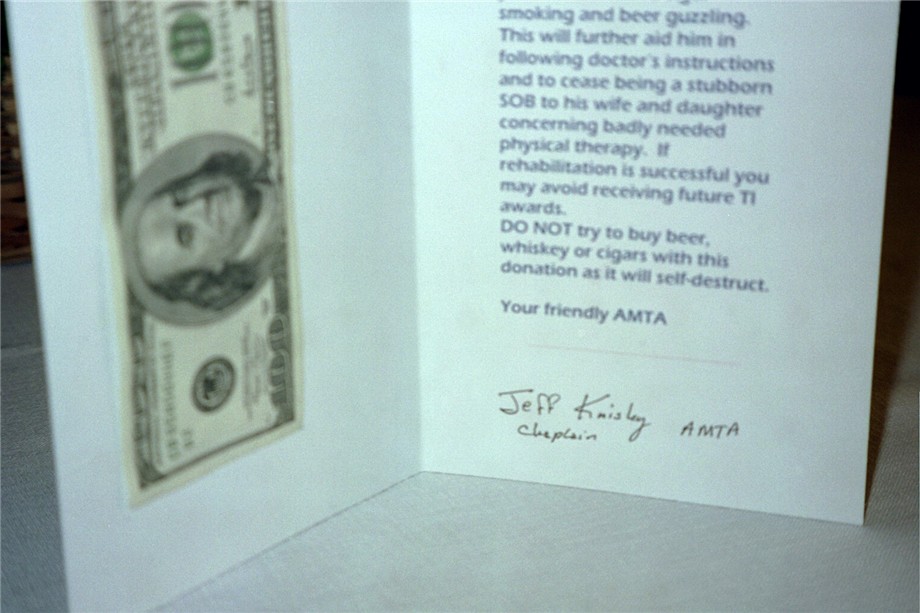 smoking and beer guzzling.
This will further aid him in
following doctor's instructions
and to cease being a stubborn
SOB to his wife and daughter
concerning badly needed
physical therapy. If
rehabilitation is successful you
may avoid receiving future TI
awards.
DO NOT try to buy beer,
whiskey or cigars with this
donation as it will self-destruct.
Your friendly AMTA
Jeff Knisley
Chaplain AMTA